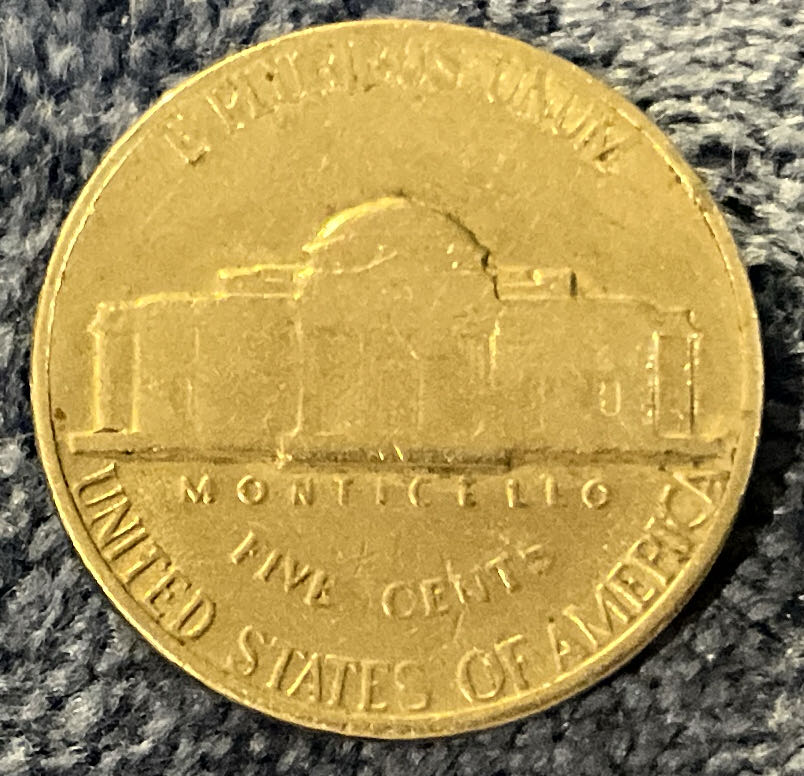 E PLURIBUS UNUM
MONTICELLO
FIVE CENTS
UNITED STATES OF AMERICA